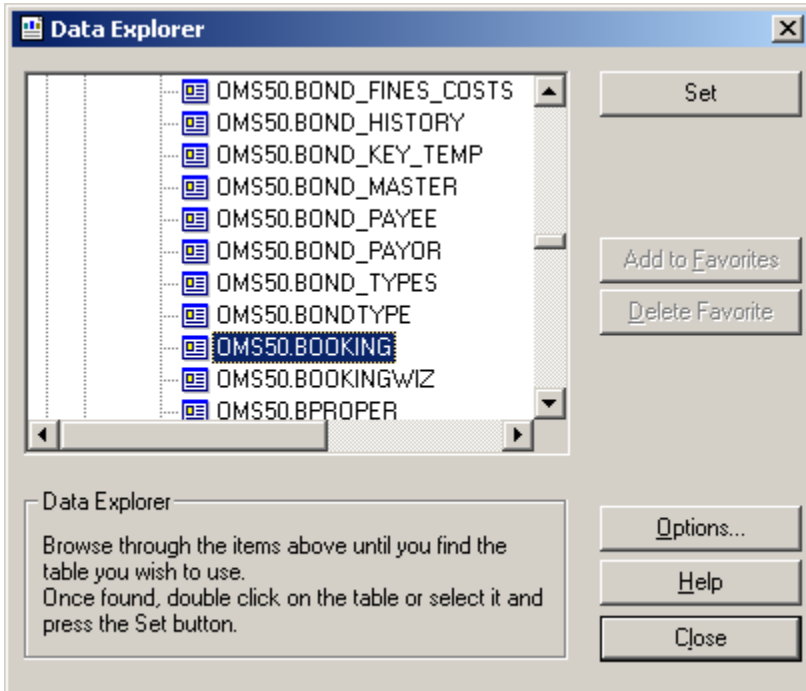 Data Explorer
OMS50.BOND_FINES_COSTS
OMS50.BOND_HISTORY
OMS50.BOND_KEY_TEMP
OMS50.BOND_MASTER
OMS50.BOND_PAYEE
OMS50.BOND_PAYOR
OMS50.BOND_TYPES
OMS50.BONDTYPE
OMS50.BOOKING
OMS50.BOOKINGWIZ
OMS50.BPROPER
Set
Add to Favorites
Delete Favorite
Data Explorer
Browse through the items above until you find the
table you wish to use.
Once found, double click on the table or select it and
press the Set button.
Options...
Help
Close